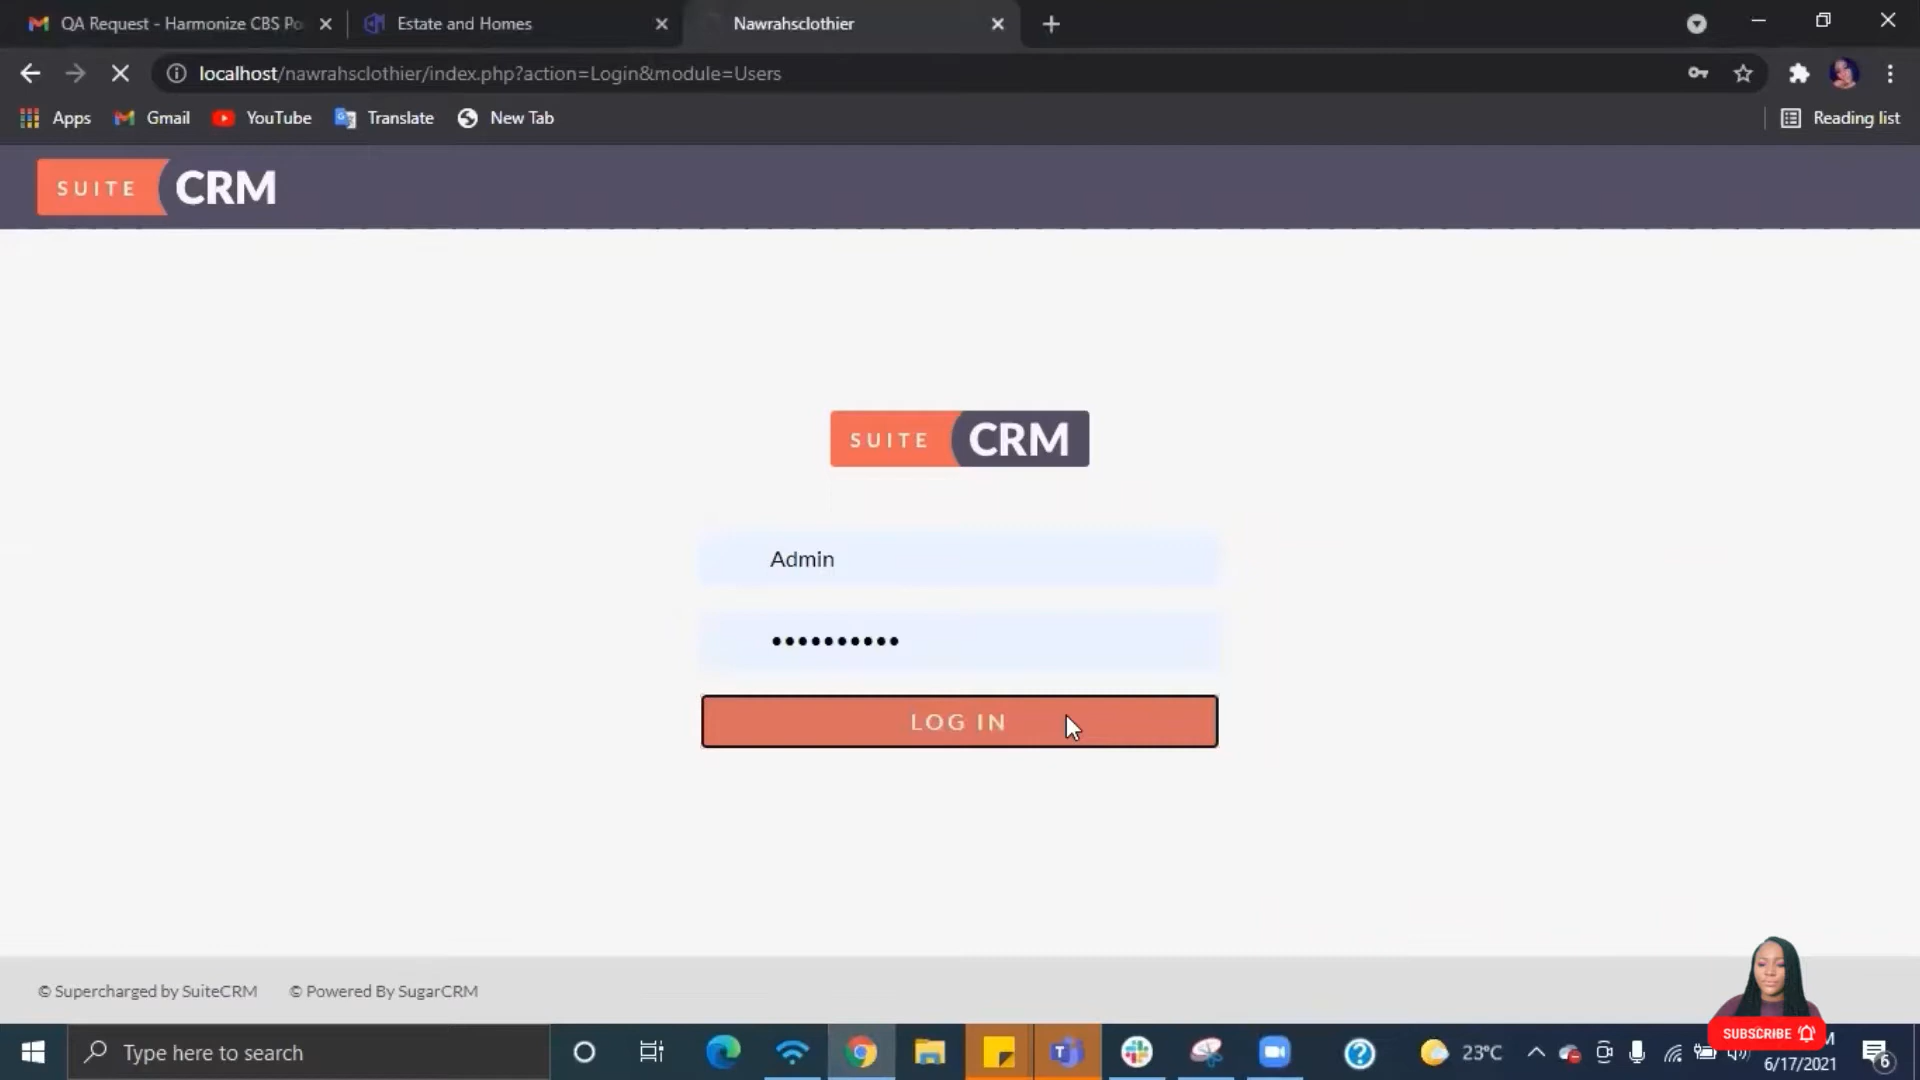 QA Request - Harmonize CBS Po
Estate and Homes
Nawrahsclothier
localhost/nawrahsclothier/index.php?action=Login&module=Users
Apps
Gmail
YouTube
Translate
New Tab
Reading list
SUITE CRM
SUITE CRM
Admin
LOG IN
© Supercharged by SuiteCRM
© Powered By SugarCRM
SUBSCRIBE
Type here to search
23°C
M
6/17/2021
6